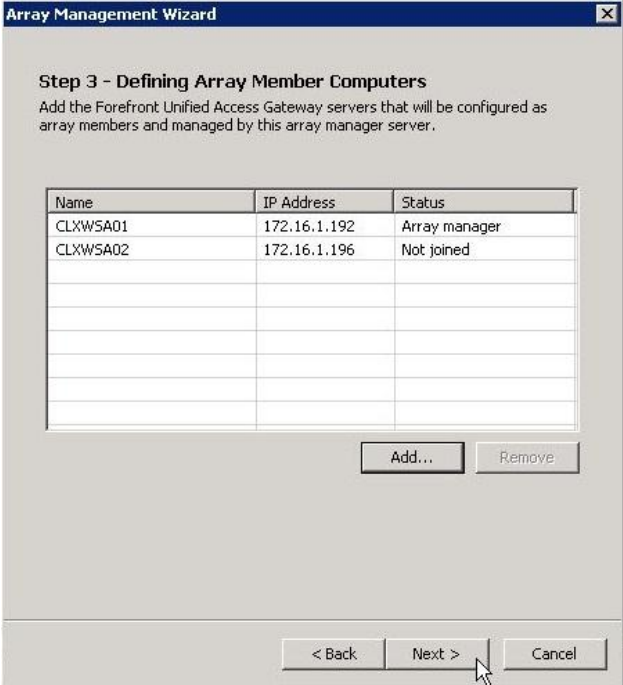 Array Management Wizard
Step 3 - Defining Array Member Computers
Add the Forefront Unified Access Gateway servers that will be configured as
array members and managed by this array manager server.
Name IP Address Status
CLXWSA01 172.16.1.192 Array manager
CLXWSA02 172.16.1.196 Not joined
Add... Remove
< Back Next > Cancel